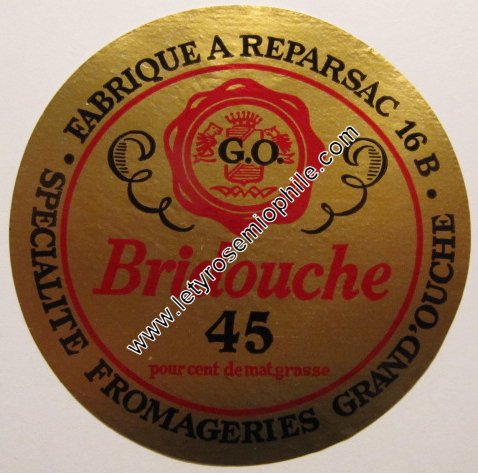 · FABRIQUE A REPARSAC 16 B ·
G.O.
Bridouche
45
pour cent de mat.grasse
SPECIALITE FROMAGERIES GRAND'OUCHE
www.letyrosemiophile.com